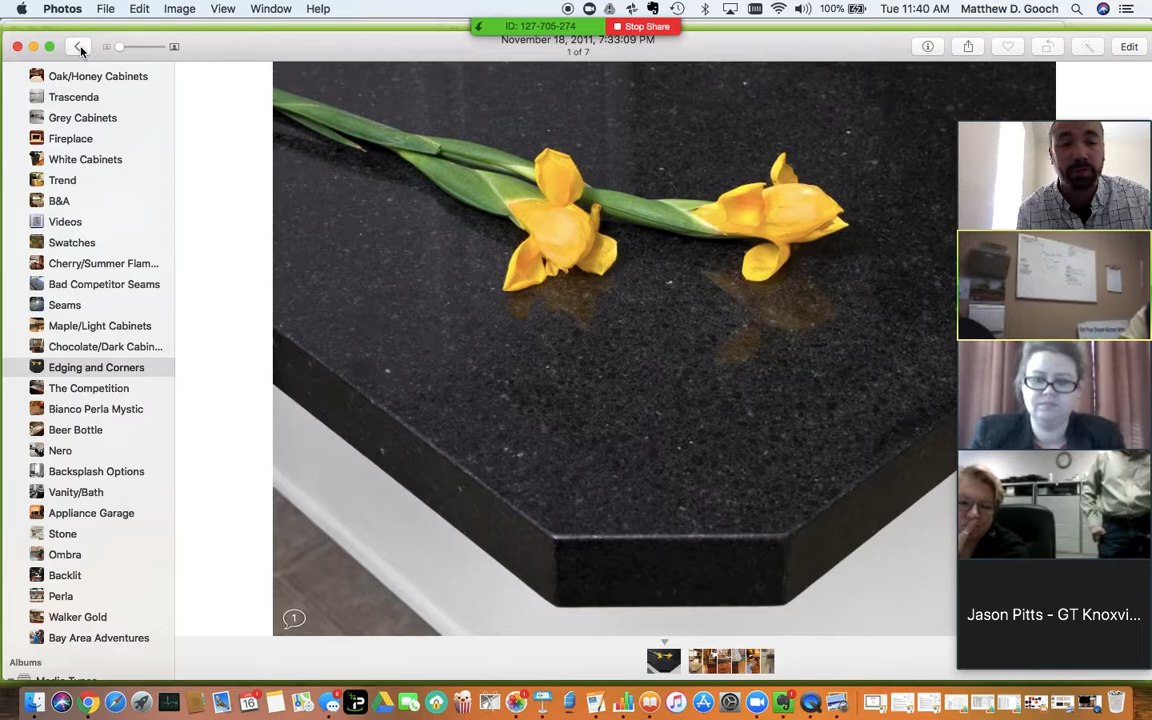 Photos File Edit Image View Window Help
100% Tue 11:40 AM Matthew D. Gooch
ID: 127-705-274 Stop Share
November 18, 2011, 7:33:09 PM
1 of 7
Edit
Oak/Honey Cabinets
Trascenda
Grey Cabinets
Fireplace
White Cabinets
Trend
B&A
Videos
Swatches
Cherry/Summer Flam...
Bad Competitor Seams
Seams
Maple/Light Cabinets
Chocolate/Dark Cabin...
Edging and Corners
The Competition
Bianco Perla Mystic
Beer Bottle
Nero
Backsplash Options
Vanity/Bath
Appliance Garage
Stone
Ombra
Backlit
Perla
Walker Gold
Bay Area Adventures
Albums
Media Types
1
Jason Pitts - GT Knoxvi...
16